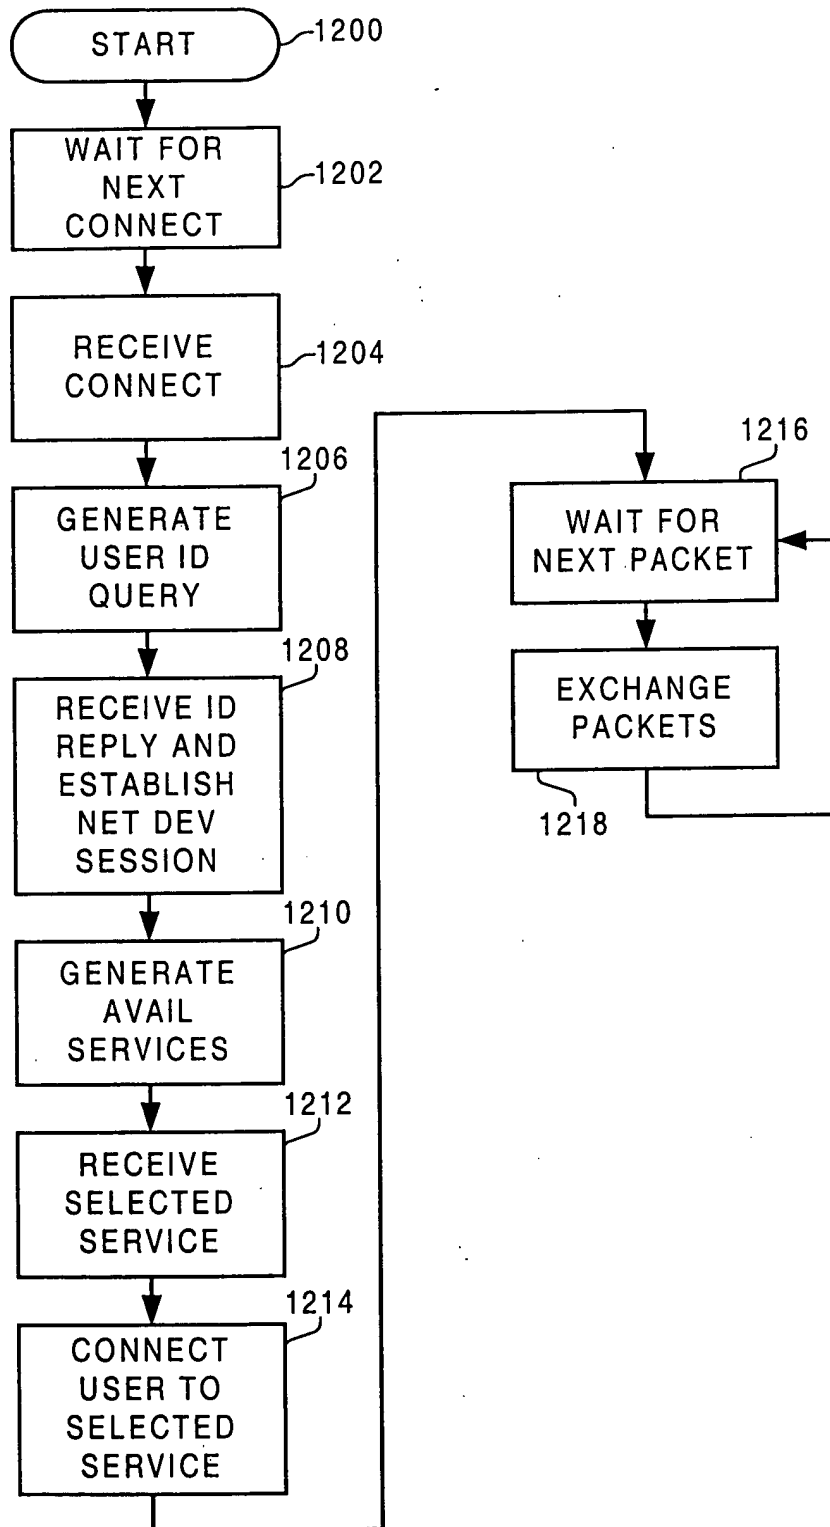 START
1200
WAIT FOR
NEXT
CONNECT
1202
RECEIVE
CONNECT
1204
1206
GENERATE
USER ID
QUERY
1208
RECEIVE ID
REPLY AND
ESTABLISH
NET DEV
SESSION
1210
GENERATE
AVAIL
SERVICES
1212
RECEIVE
SELECTED
SERVICE
1214
CONNECT
USER TO
SELECTED
SERVICE
1216
WAIT FOR
NEXT PACKET
EXCHANGE
PACKETS
1218